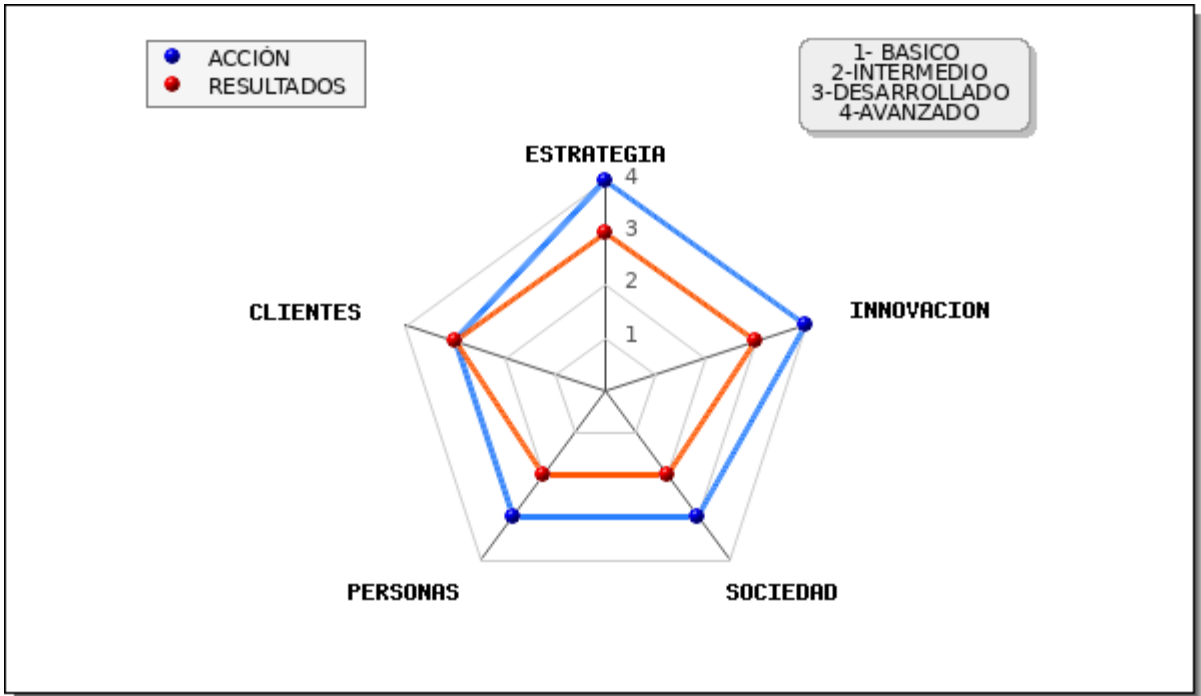 ACCIÓN
RESULTADOS
1- BASICO
2-INTERMEDIO
3-DESARROLLADO
4-AVANZADO
ESTRATEGIA
4
3
2
1
CLIENTES
INNOVACION
PERSONAS
SOCIEDAD